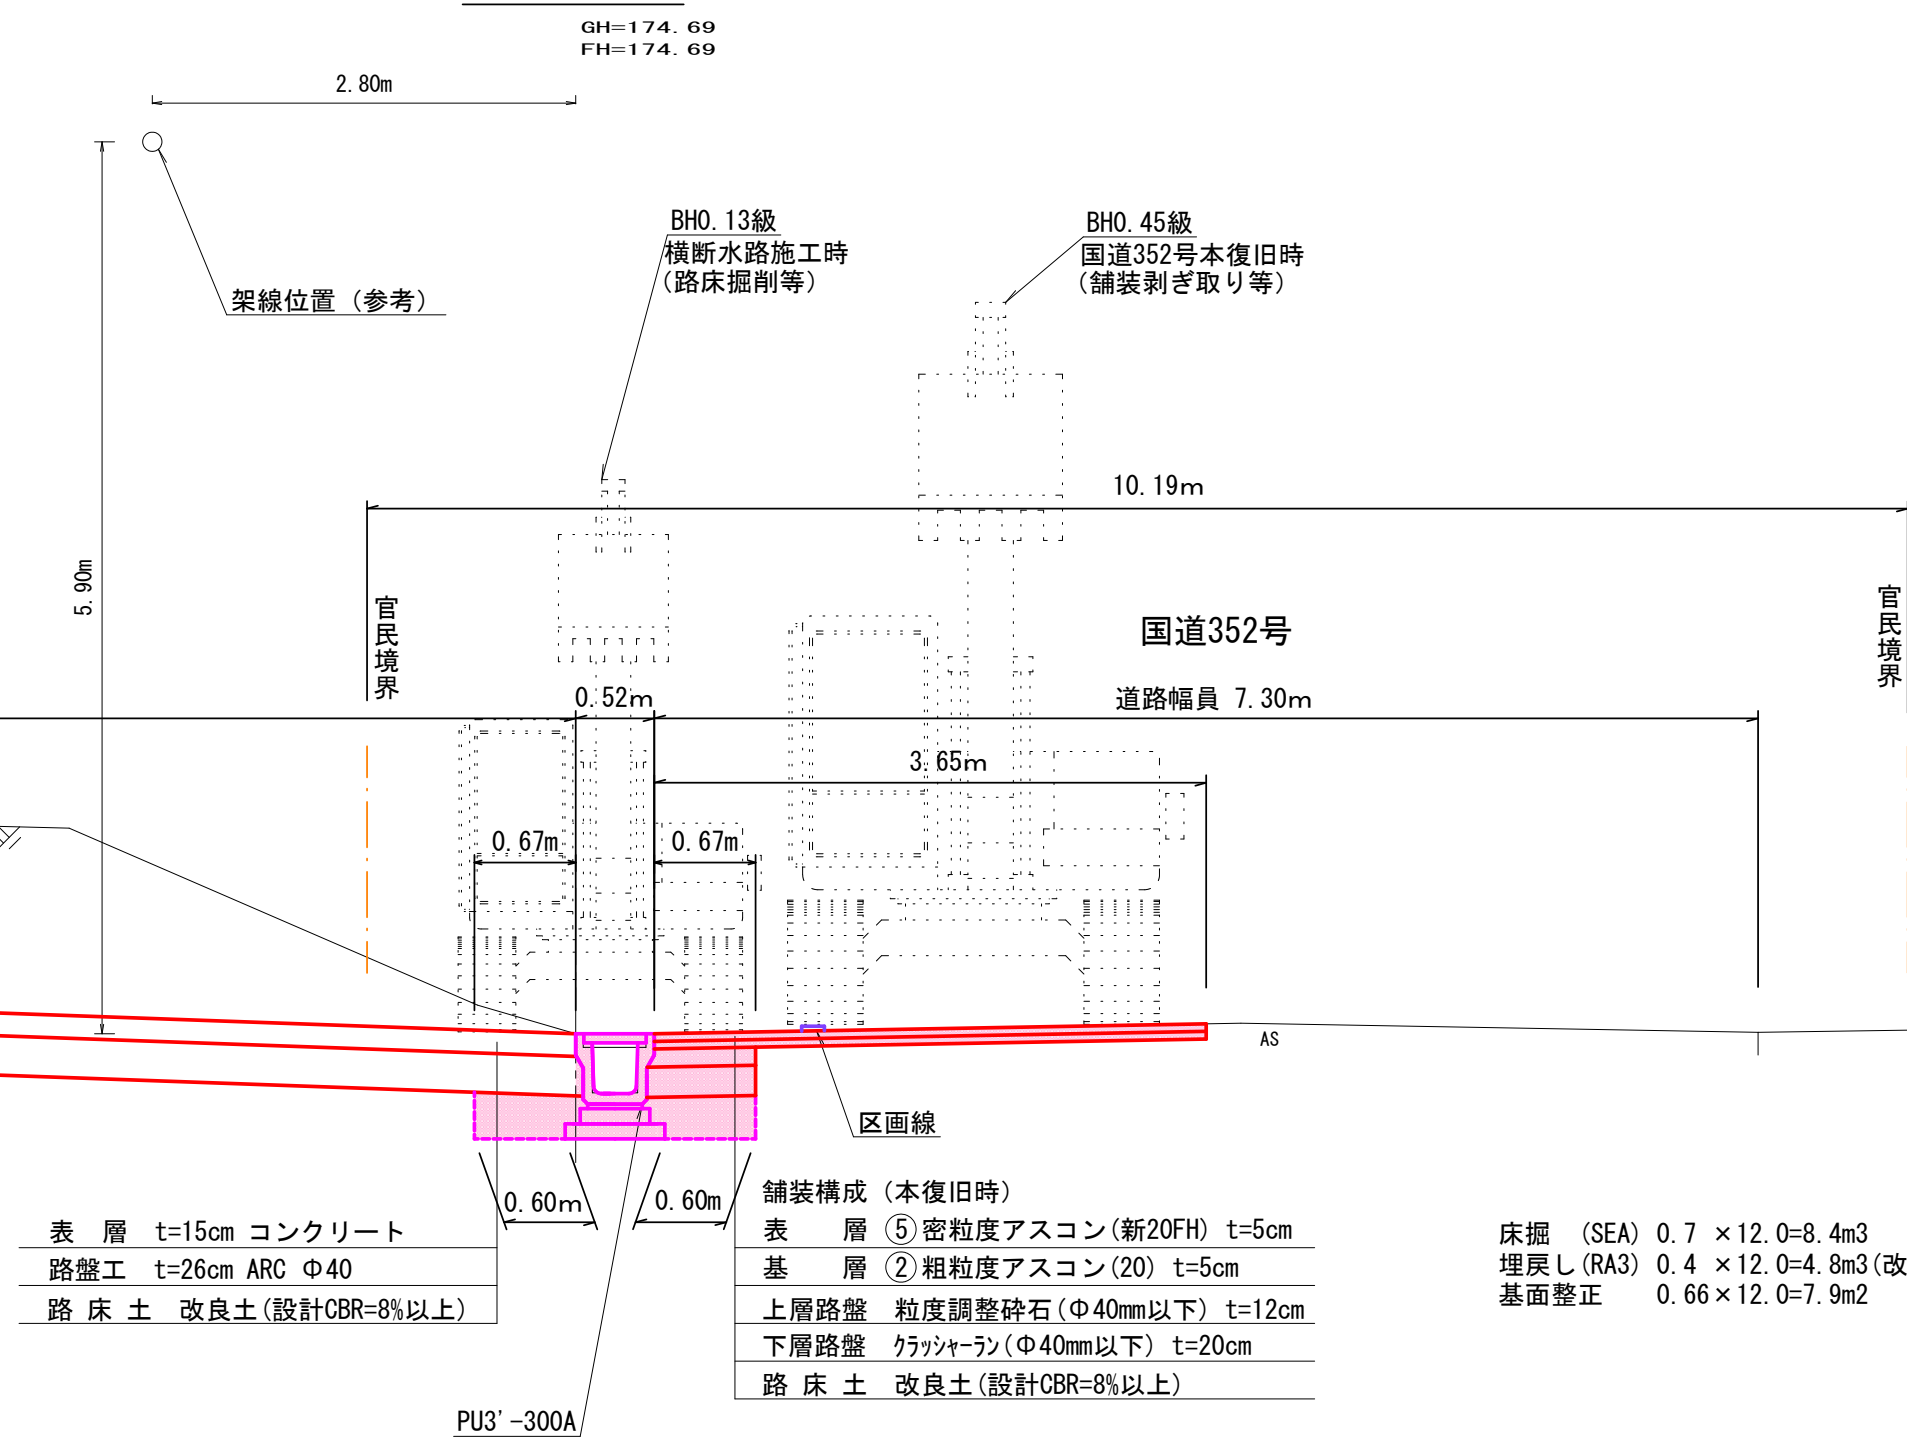 GH=174.69
FH=174.69
2.80m
5.90m
架線位置（参考）
BH0.13級
横断水路施工時
(路床掘削等)
BH0.45級
国道352号本復旧時
(舗装剥ぎ取り等)
10.19m
官民境界
官民境界
国道352号
0.52m
道路幅員 7.30m
3.65m
0.67m
0.67m
AS
区画線
0.60m
0.60m
表　層　t=15cm コンクリート
路盤工　t=26cm ARC Φ40
路 床 土　改良土(設計CBR=8%以上)
舗装構成（本復旧時）
表　　層 ⑤密粒度アスコン(新20FH) t=5cm
基　　層 ②粗粒度アスコン(20) t=5cm
上層路盤　粒度調整砕石(Φ40mm以下) t=12cm
下層路盤　ｸﾗｯｼｬｰﾗﾝ(Φ40mm以下) t=20cm
路 床 土　改良土(設計CBR=8%以上)
床掘　(SEA) 0.7 ×12.0=8.4m3
埋戻し(RA3) 0.4 ×12.0=4.8m3(改
基面整正　　0.66×12.0=7.9m2
PU3'-300A